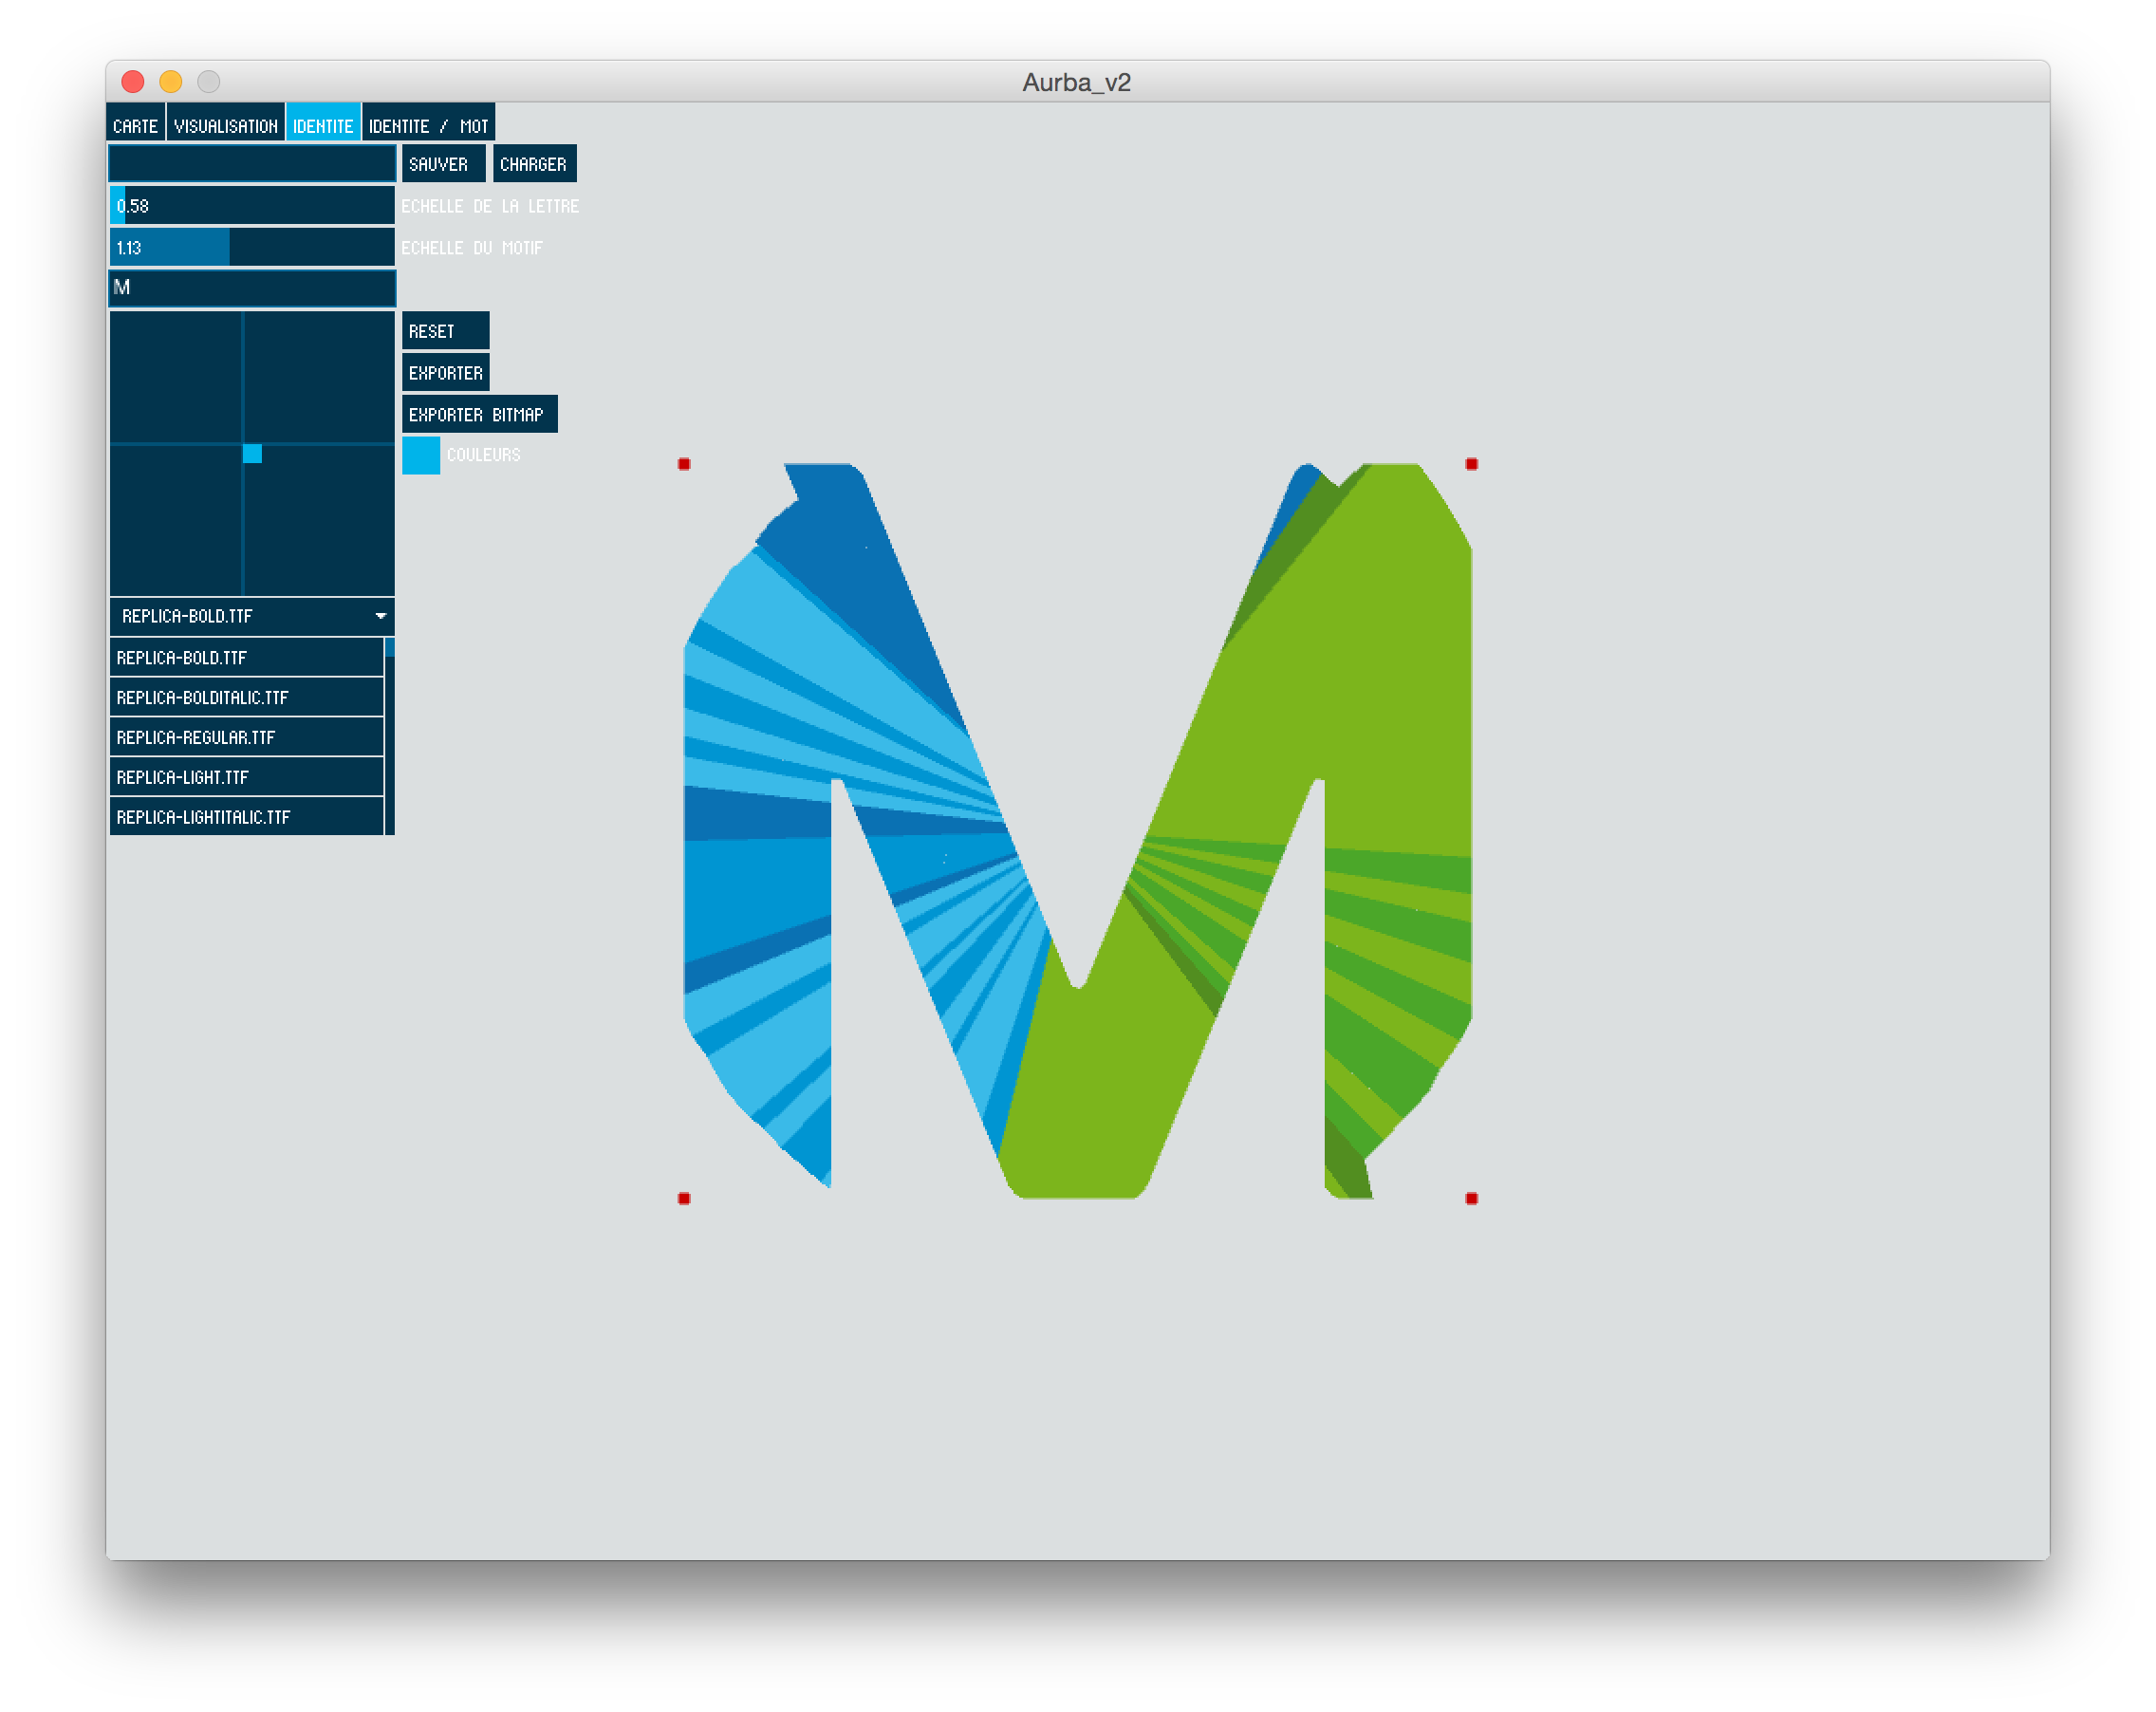 Aurba_v2
CARTE VISUALISATION IDENTITE IDENTITE / MOT
SAUVER CHARGER
0.58 ECHELLE DE LA LETTRE
1.13 ECHELLE DU MOTIF
M
RESET
EXPORTER
EXPORTER BITMAP
COULEURS
REPLICA-BOLD.TTF
REPLICA-BOLD.TTF
REPLICA-BOLDITALIC.TTF
REPLICA-REGULAR.TTF
REPLICA-LIGHT.TTF
REPLICA-LIGHTITALIC.TTF
M